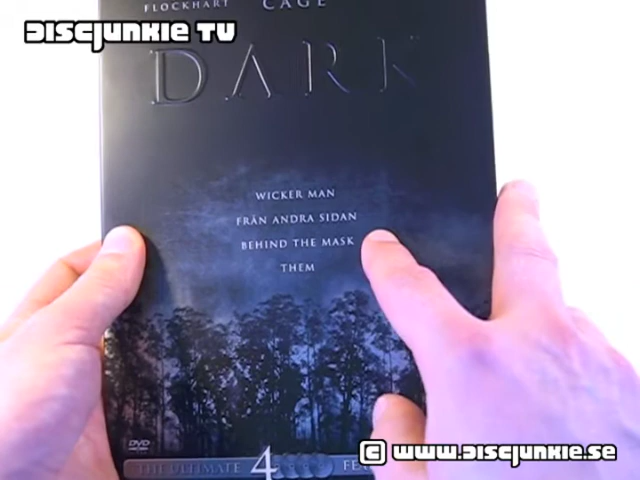 FLOCKHART CAGE
DISCJUNKIE TV
DARK
WICKER MAN
FRÅN ANDRA SIDAN
BEHIND THE MASK
THEM
DVD
THE ULTIMATE 4
© WWW.DISCJUNKIE.SE